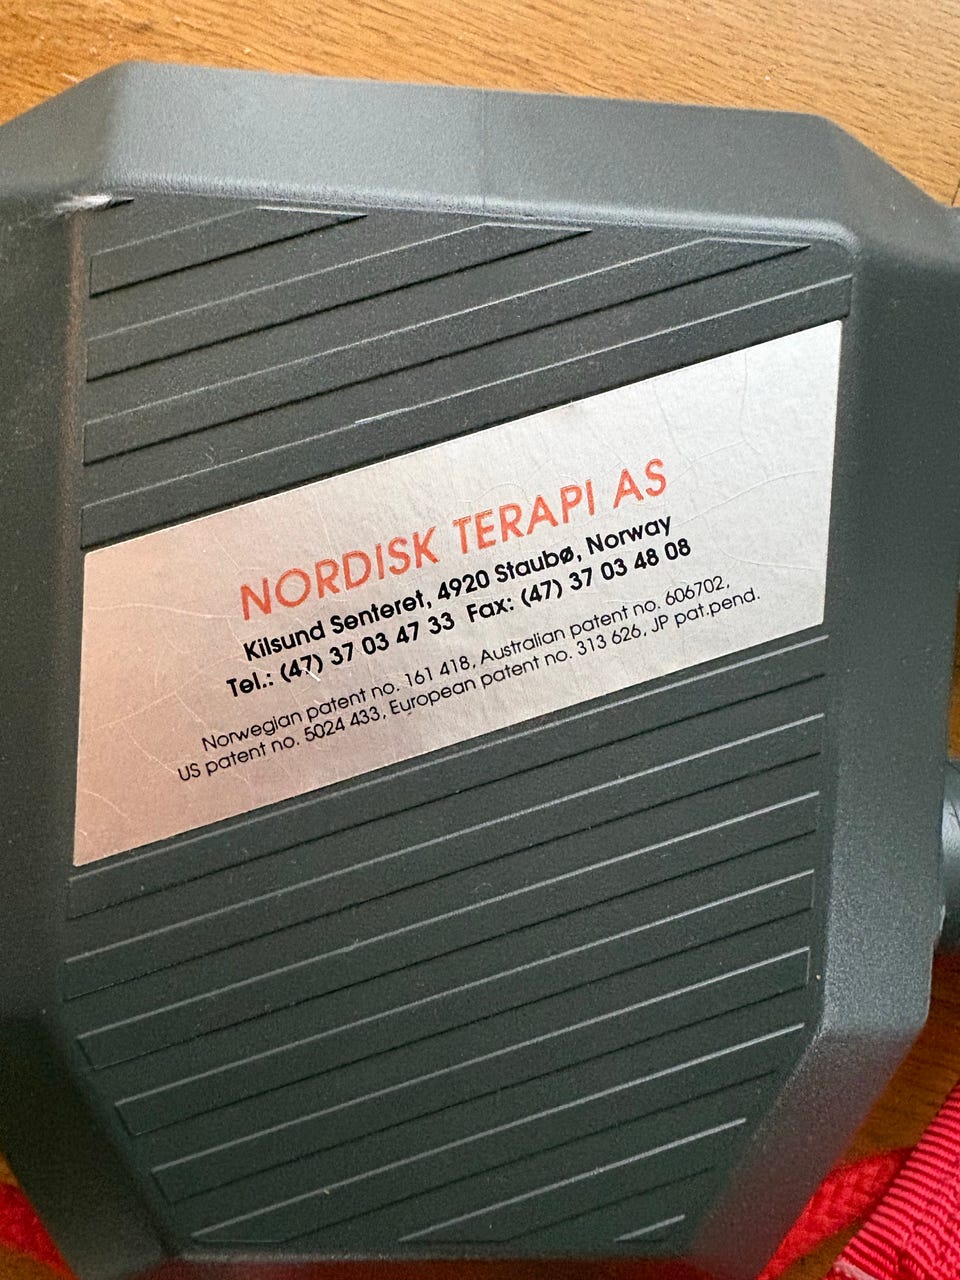 NORDISK TERAPI AS
Kilsund Senteret, 4920 Staubø, Norway
Tel.: (47) 37 03 47 33 Fax: (47) 37 03 48 08
Norwegian patent no. 161 418, Australian patent no. 606702,
US patent no. 5024 433, European patent no. 313 626, JP pat.pend.